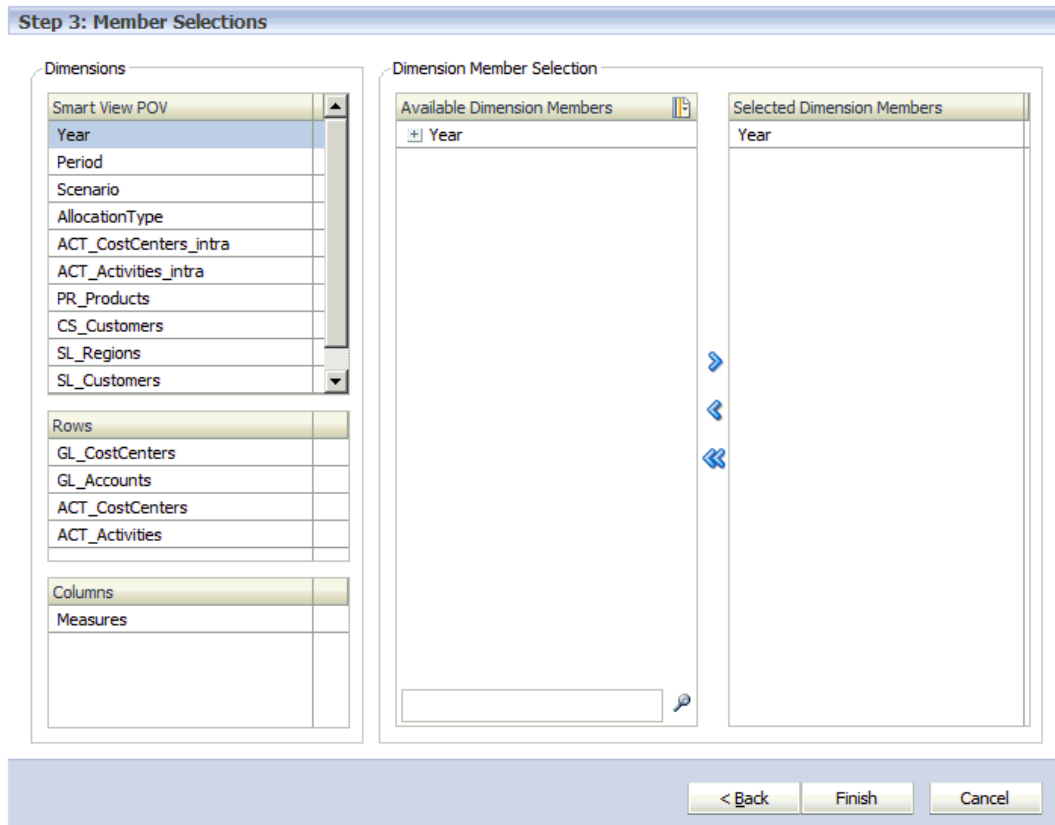 Step 3: Member Selections
Dimensions
Smart View POV
Year
Period
Scenario
AllocationType
ACT_CostCenters_intra
ACT_Activities_intra
PR_Products
CS_Customers
SL_Regions
SL_Customers
Rows
GL_CostCenters
GL_Accounts
ACT_CostCenters
ACT_Activities
Columns
Measures
Dimension Member Selection
Available Dimension Members
Year
Selected Dimension Members
Year
< Back
Finish
Cancel